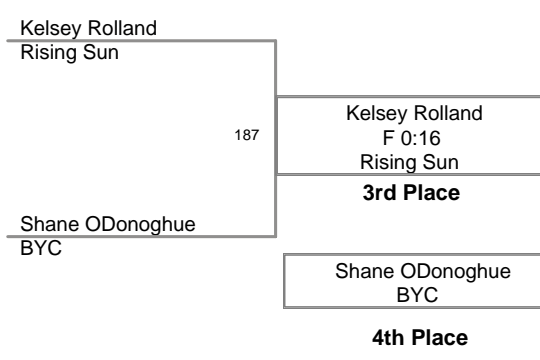 Kelsey Rolland
Rising Sun
187
Kelsey Rolland
F 0:16
Rising Sun
3rd Place
Shane ODonoghue
BYC
Shane ODonoghue
BYC
4th Place